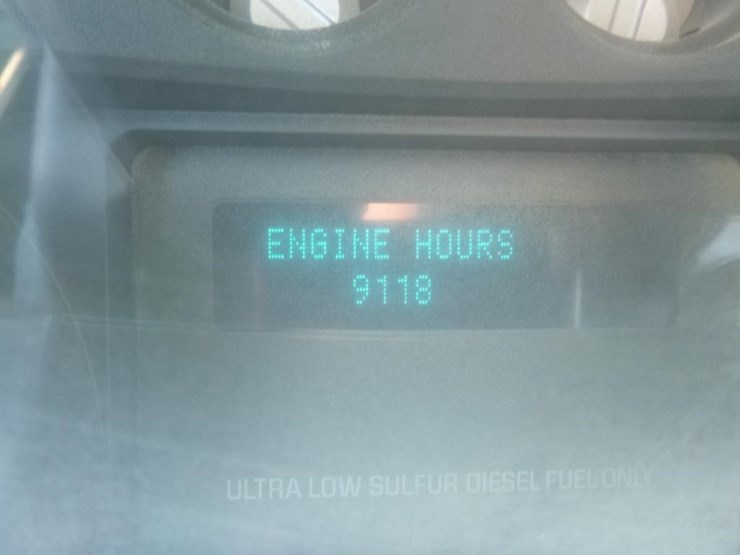 ENGINE HOURS
9118
ULTRA LOW SULFUR DIESEL FUEL ONLY